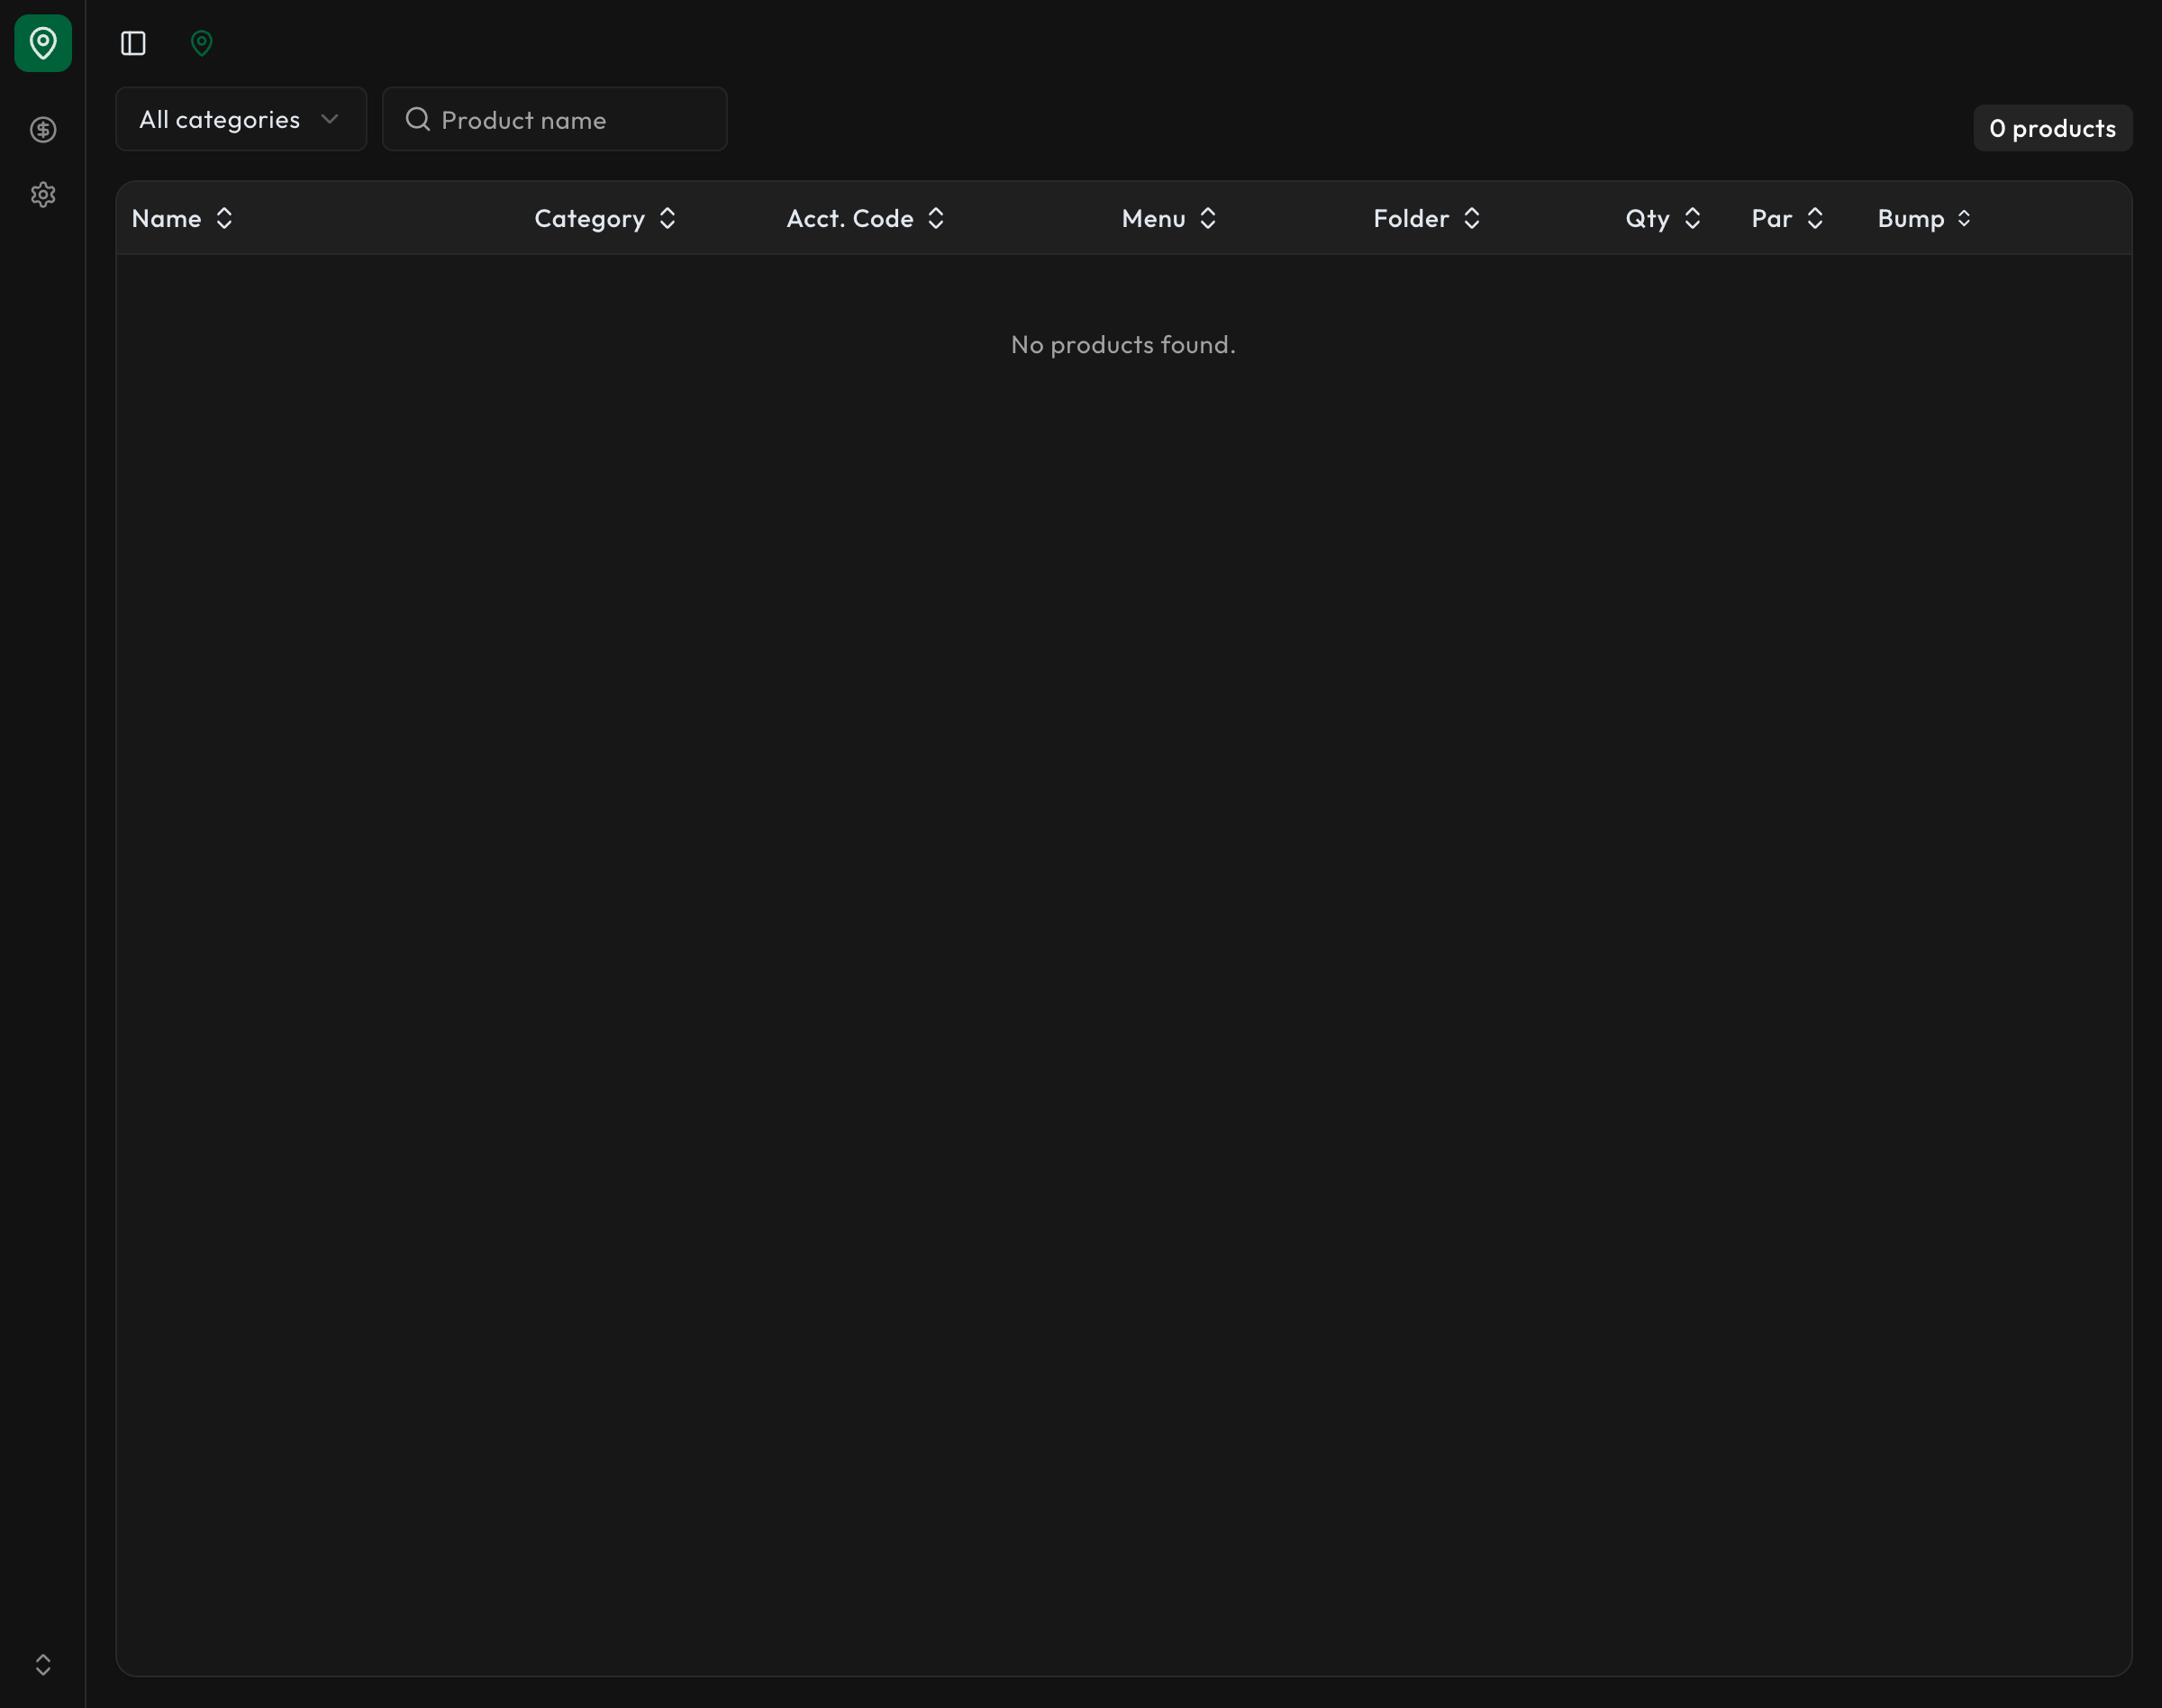 All categories
Product name
0 products
Name Category Acct. Code Menu Folder Qty Par Bump
No products found.